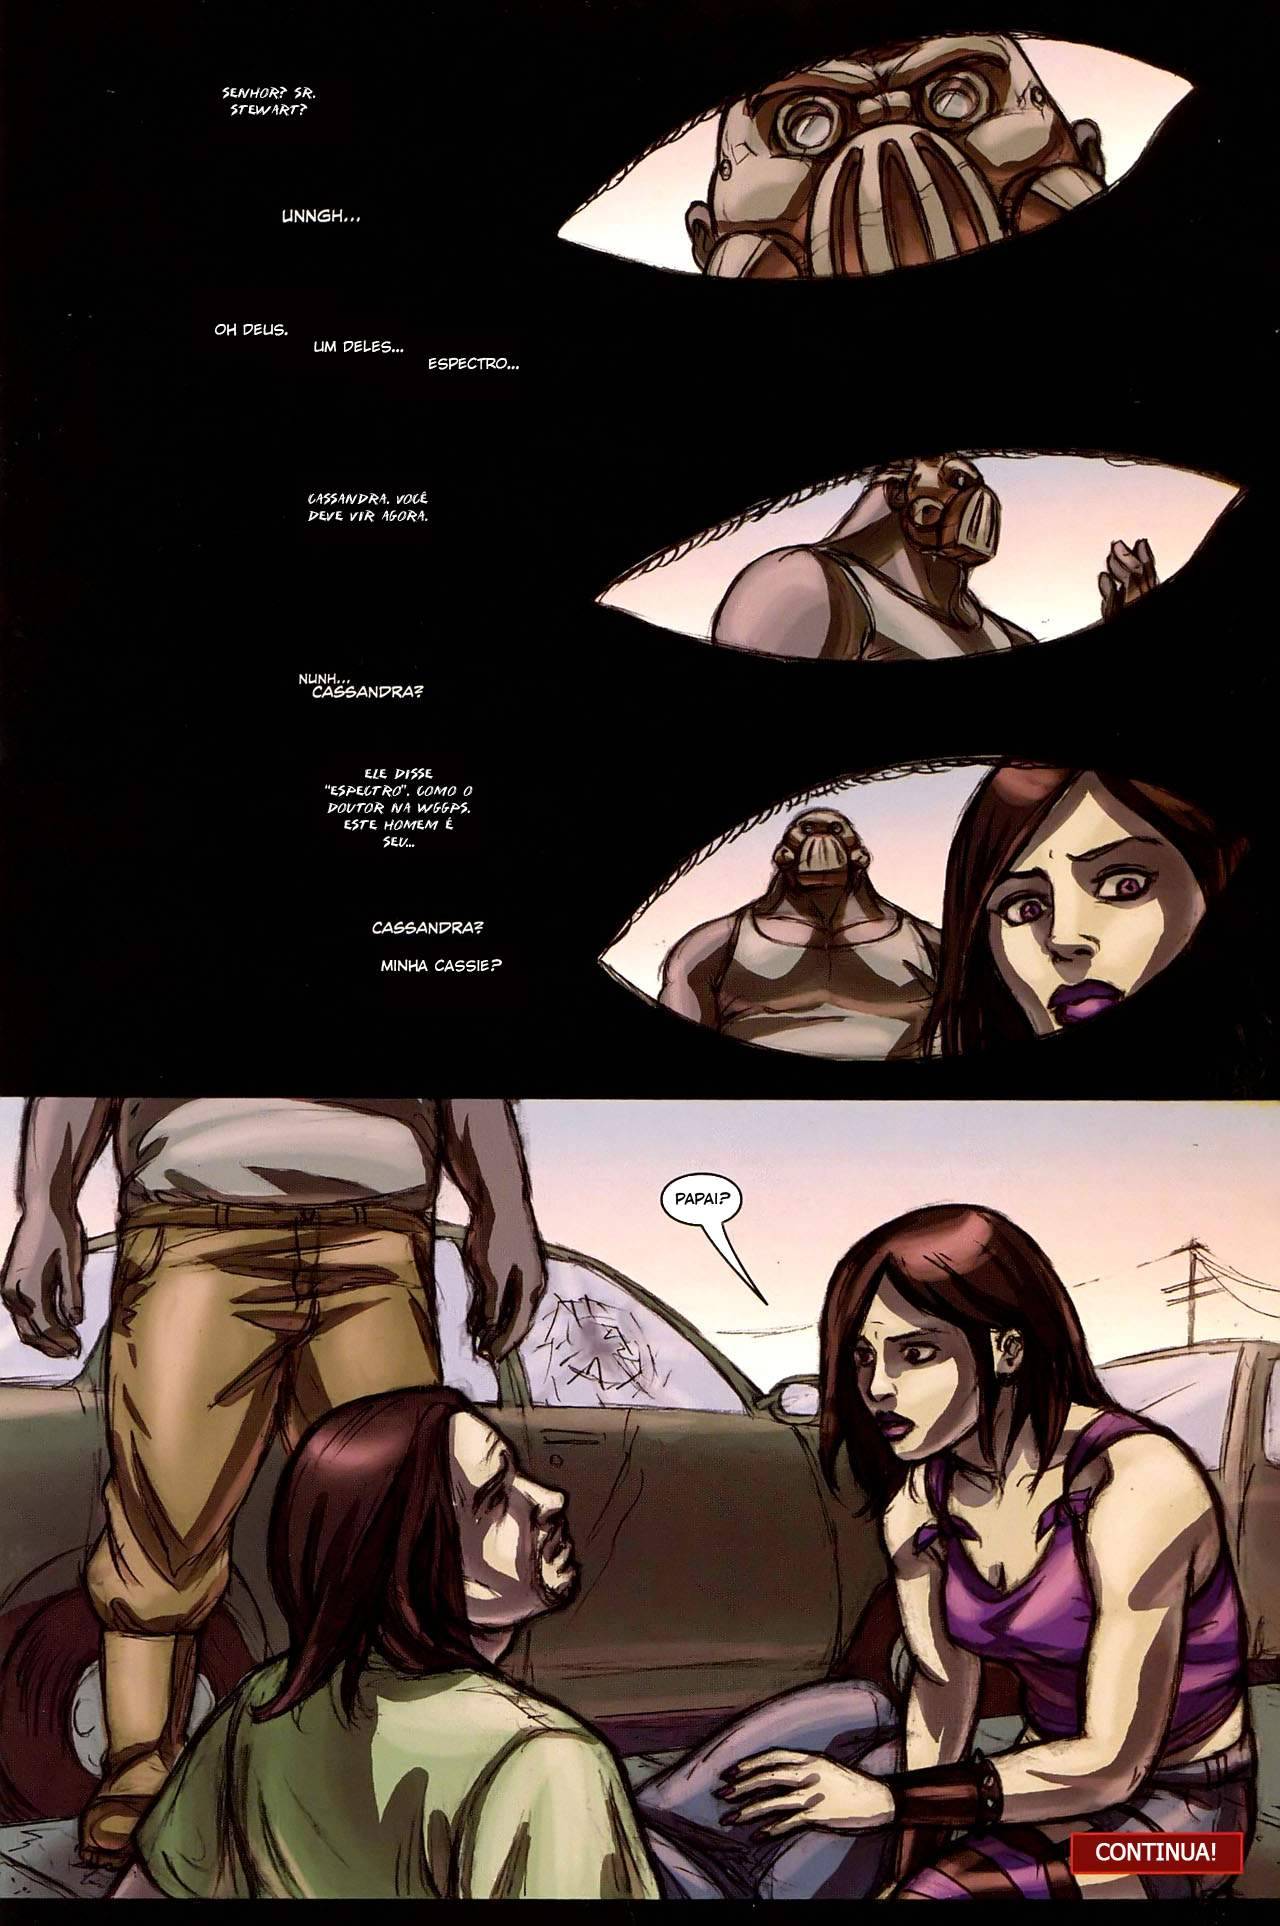 SENHOR? SR.
STEWART?
UNNGH...
OH DEUS.
UM DELES...
ESPECTRO...
CASSANDRA. VOCÊ
DEVE VIR AGORA.
NUNH...
CASSANDRA?
ELE DISSE
"ESPECTRO". COMO O
DOUTOR NA WGGPS.
ESTE HOMEM É
SEU...
CASSANDRA?
MINHA CASSIE?
PAPAI?
CONTINUA!